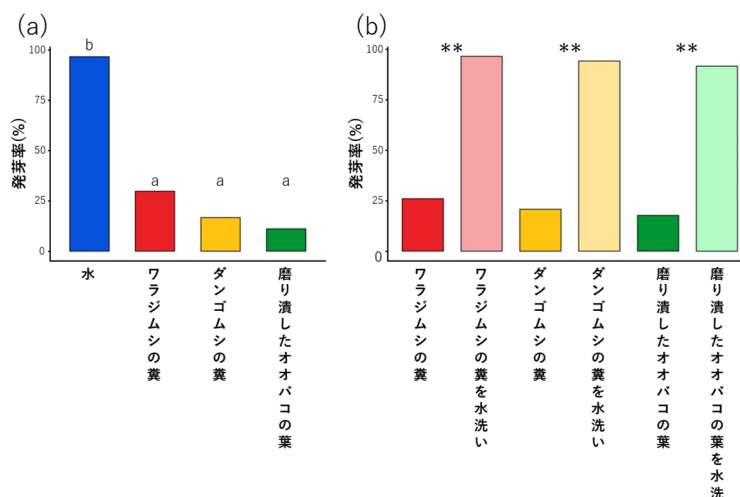 (a)
発芽率(%)
100
75
50
25
0
b
a
a
a
水
ワラジムシの糞
ダンゴムシの糞
磨り潰したオオバコの葉
(b)
発芽率(%)
100
75
50
25
0
**
**
**
ワラジムシの糞
ワラジムシの糞を水洗い
ダンゴムシの糞
ダンゴムシの糞を水洗い
磨り潰したオオバコの葉
磨り潰したオオバコの葉を水洗